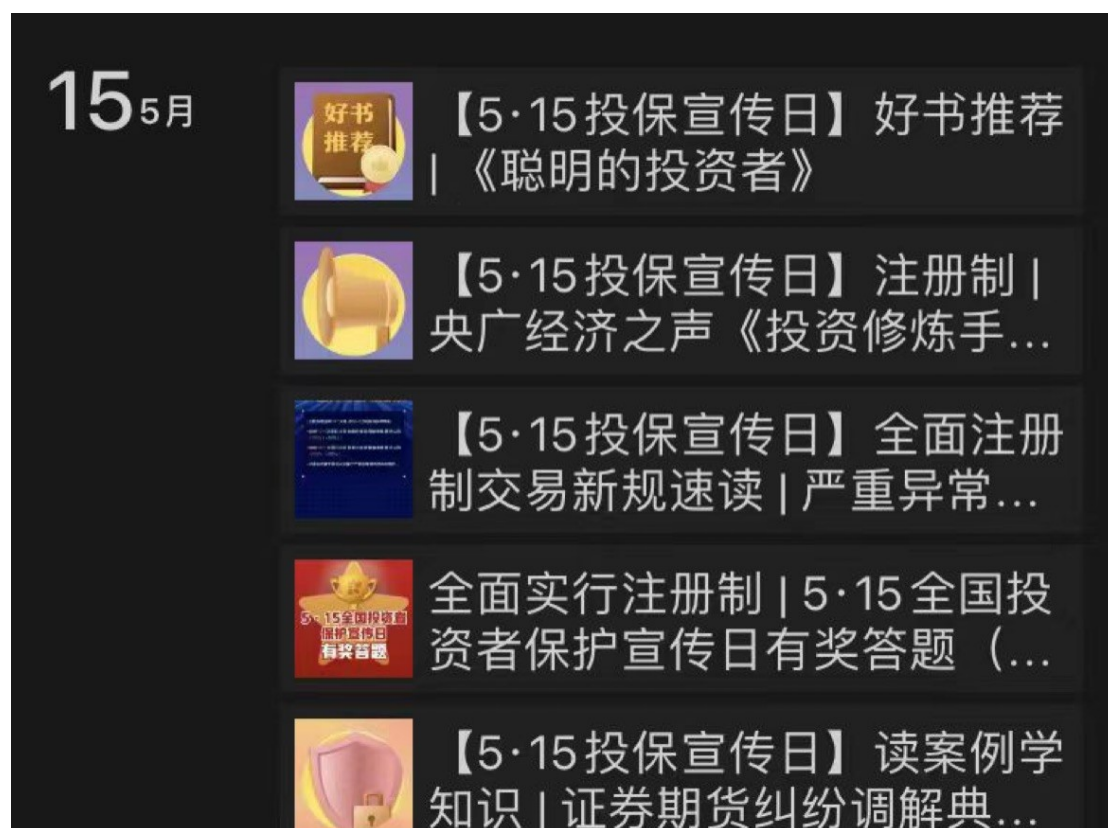 15 5月
好书
推荐
【5·15投保宣传日】好书推荐
|《聪明的投资者》
【5·15投保宣传日】注册制 |
央广经济之声《投资修炼手...
【5·15投保宣传日】全面注册
制交易新规速读 | 严重异常...
5·15全国投资者
保护宣传日
有奖答题
全面实行注册制 | 5·15全国投
资者保护宣传日有奖答题（...
【5·15投保宣传日】读案例学
知识 | 证券期货纠纷调解典...